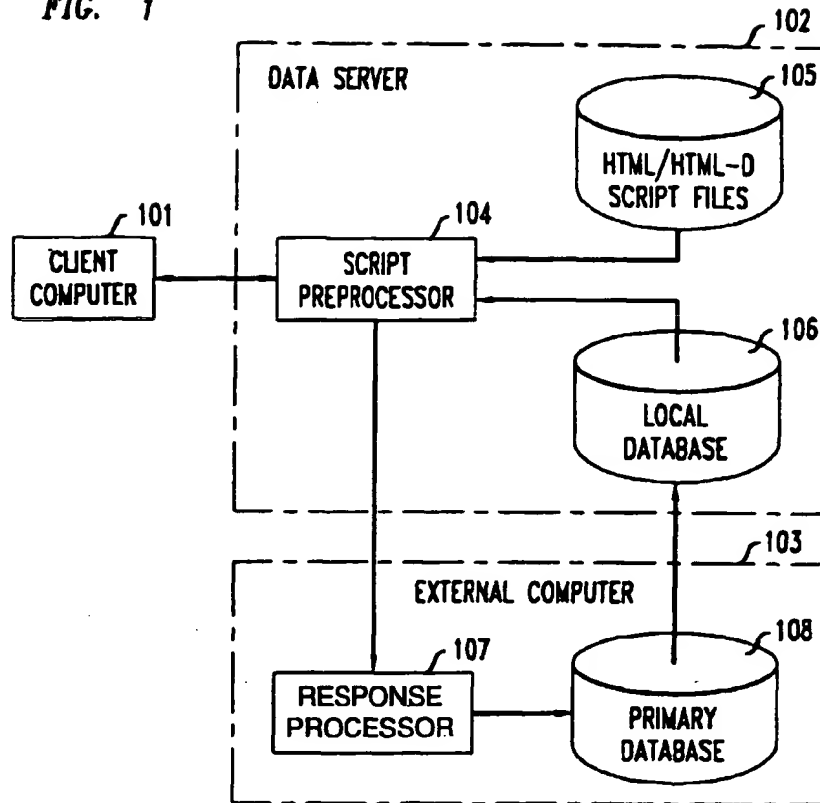 FIG. 1
102
DATA SERVER
105
HTML/HTML-D
SCRIPT FILES
101
CLIENT
COMPUTER
104
SCRIPT
PREPROCESSOR
106
LOCAL
DATABASE
103
EXTERNAL COMPUTER
107
RESPONSE
PROCESSOR
108
PRIMARY
DATABASE